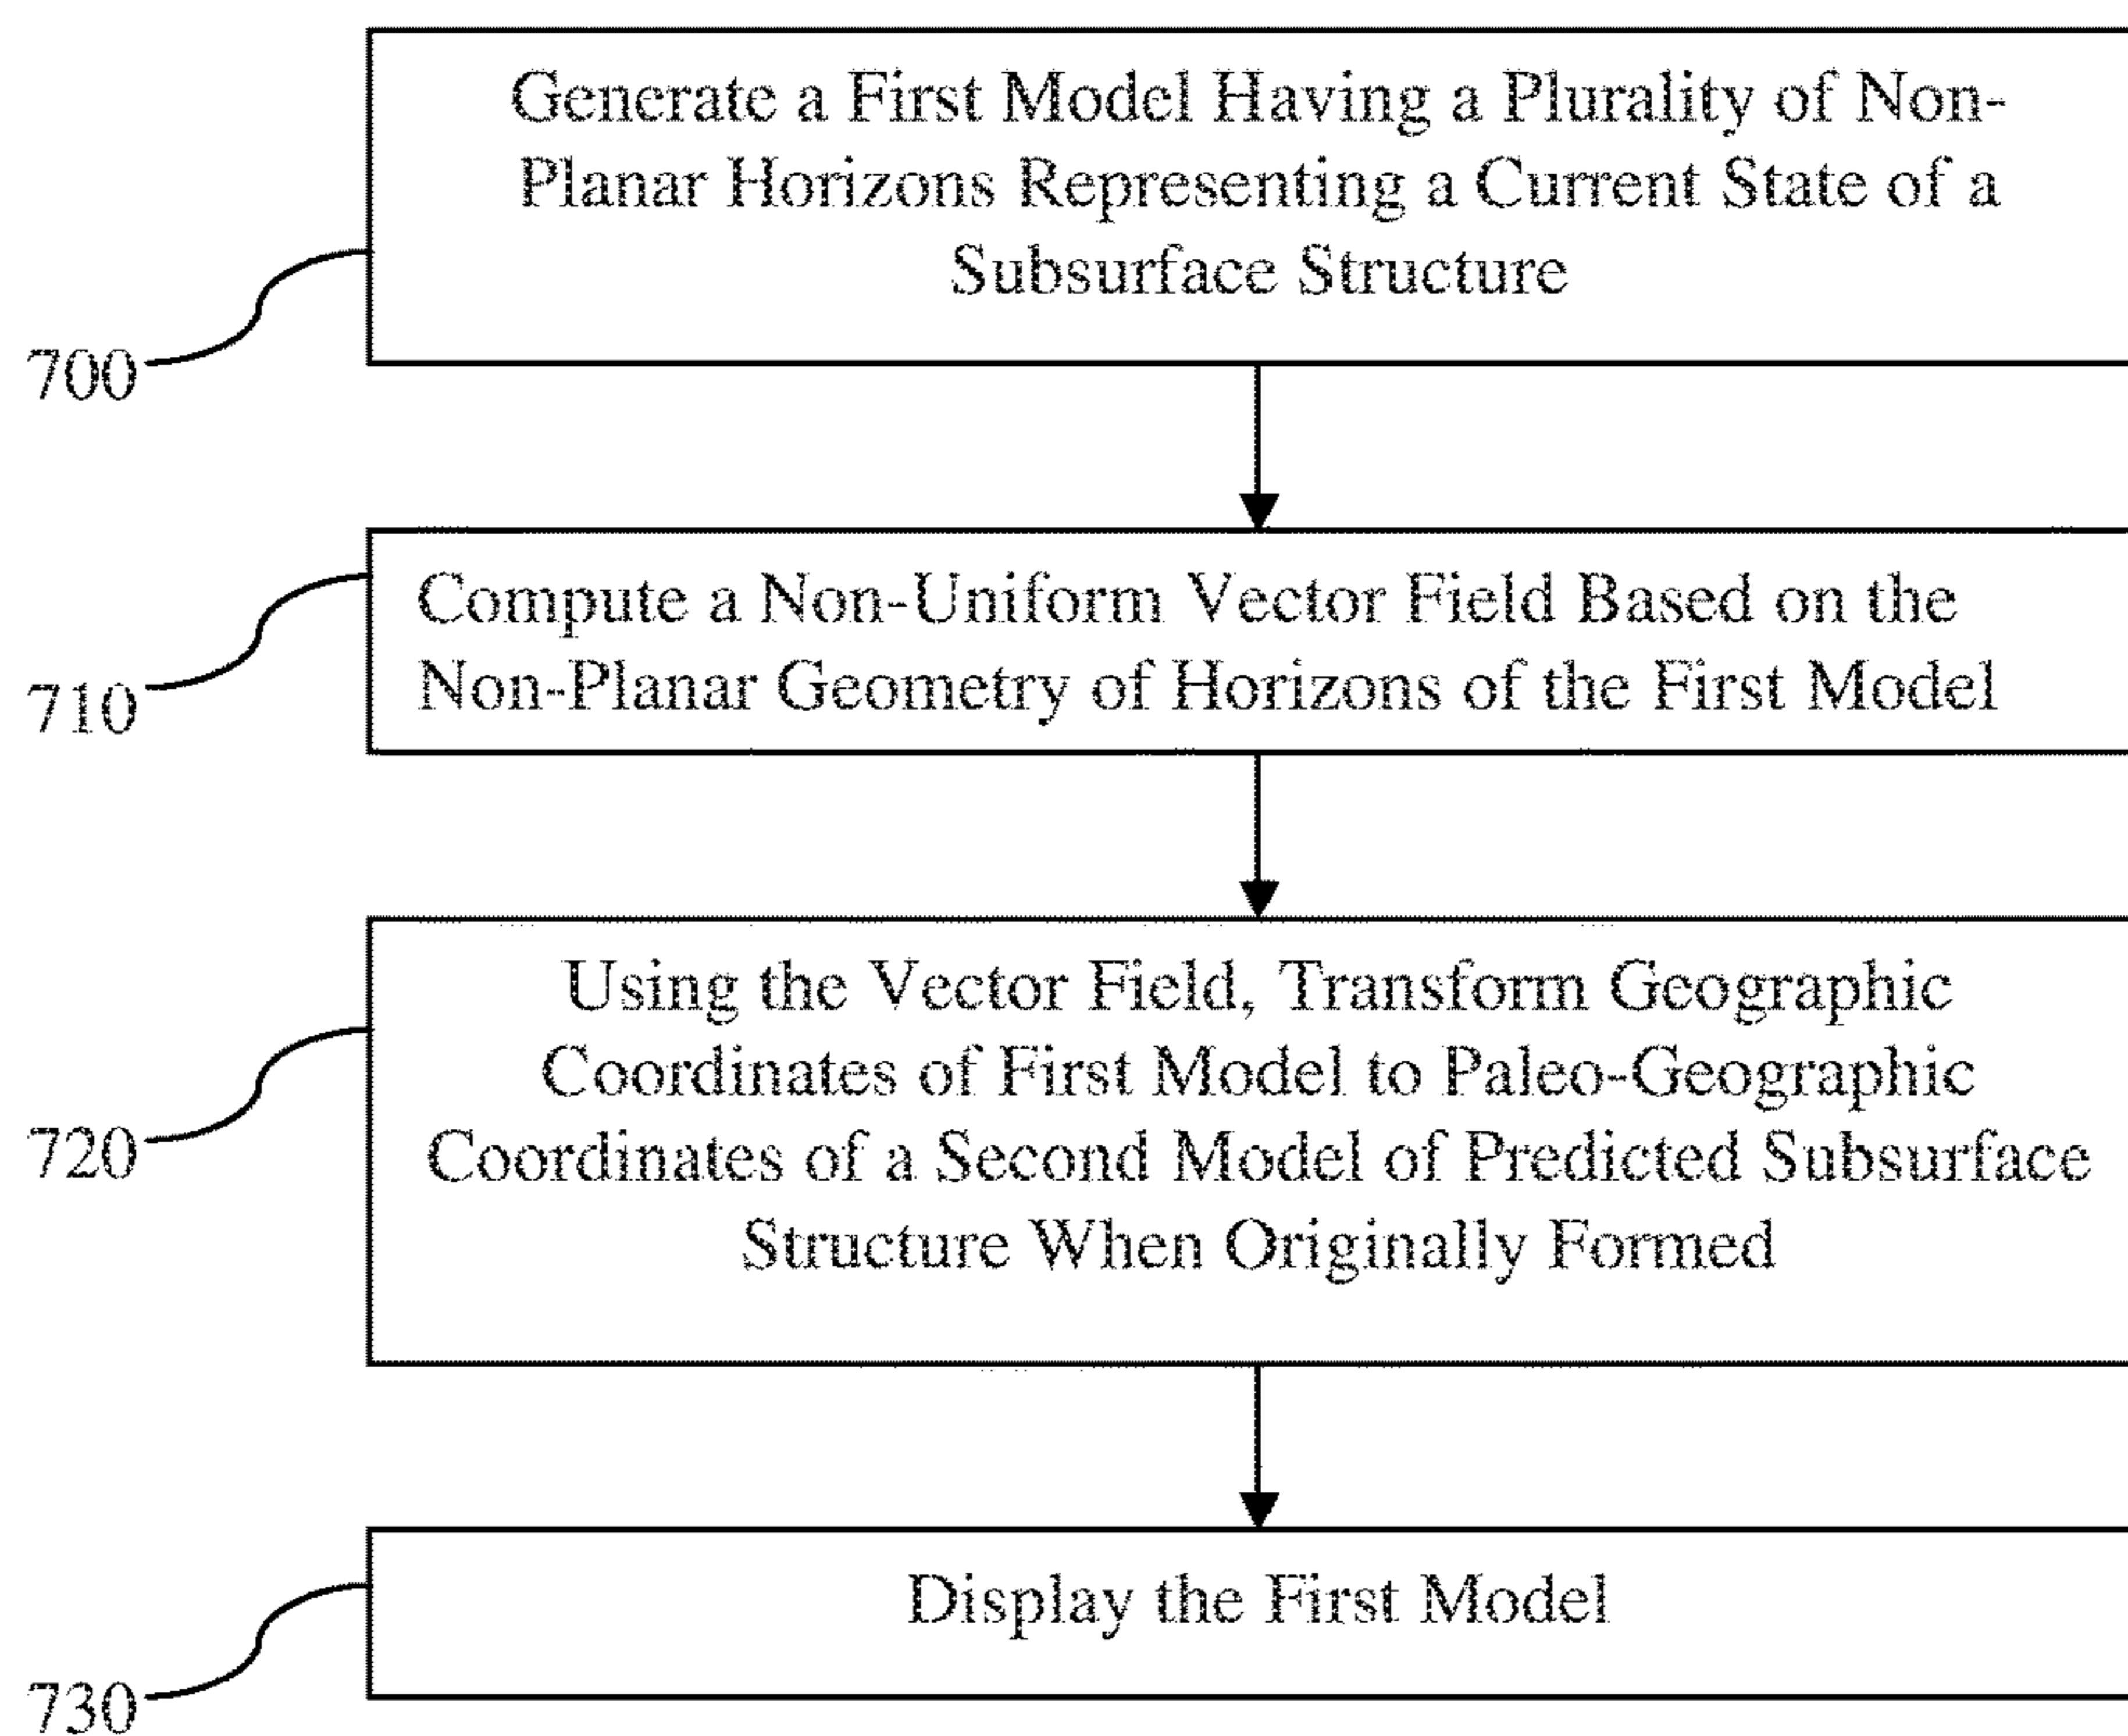 Generate a First Model Having a Plurality of Non-
Planar Horizons Representing a Current State of a
Subsurface Structure
700
Compute a Non-Uniform Vector Field Based on the
Non-Planar Geometry of Horizons of the First Model
710
Using the Vector Field, Transform Geographic
Coordinates of First Model to Paleo-Geographic
Coordinates of a Second Model of Predicted Subsurface
Structure When Originally Formed
720
Display the First Model
730